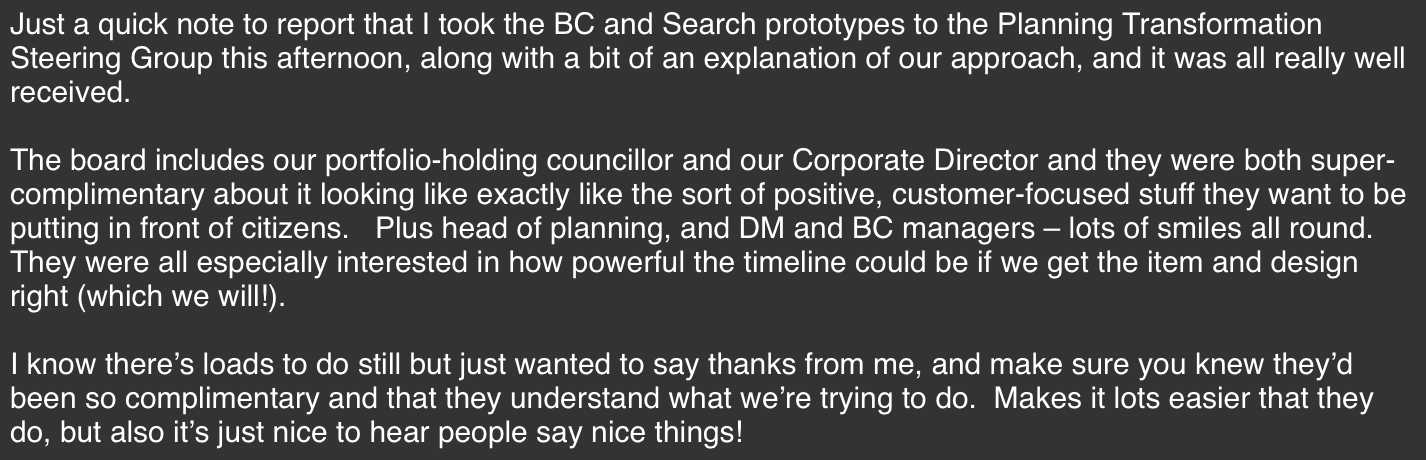 Just a quick note to report that I took the BC and Search prototypes to the Planning Transformation
Steering Group this afternoon, along with a bit of an explanation of our approach, and it was all really well
received.
The board includes our portfolio-holding councillor and our Corporate Director and they were both super-
complimentary about it looking like exactly like the sort of positive, customer-focused stuff they want to be
putting in front of citizens.   Plus head of planning, and DM and BC managers – lots of smiles all round.
They were all especially interested in how powerful the timeline could be if we get the item and design
right (which we will!).
I know there’s loads to do still but just wanted to say thanks from me, and make sure you knew they’d
been so complimentary and that they understand what we’re trying to do.  Makes it lots easier that they
do, but also it’s just nice to hear people say nice things!